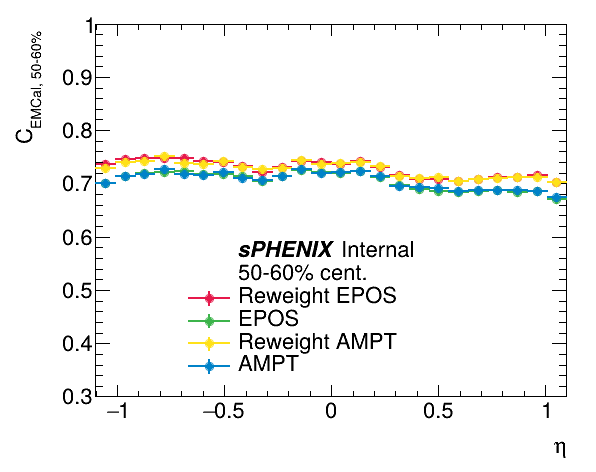 C EMCal, 50-60%
1
0.9
0.8
0.7
0.6
0.5
0.4
0.3
sPHENIX Internal
50-60% cent.
Reweight EPOS
EPOS
Reweight AMPT
AMPT
−1 −0.5 0 0.5 1
η